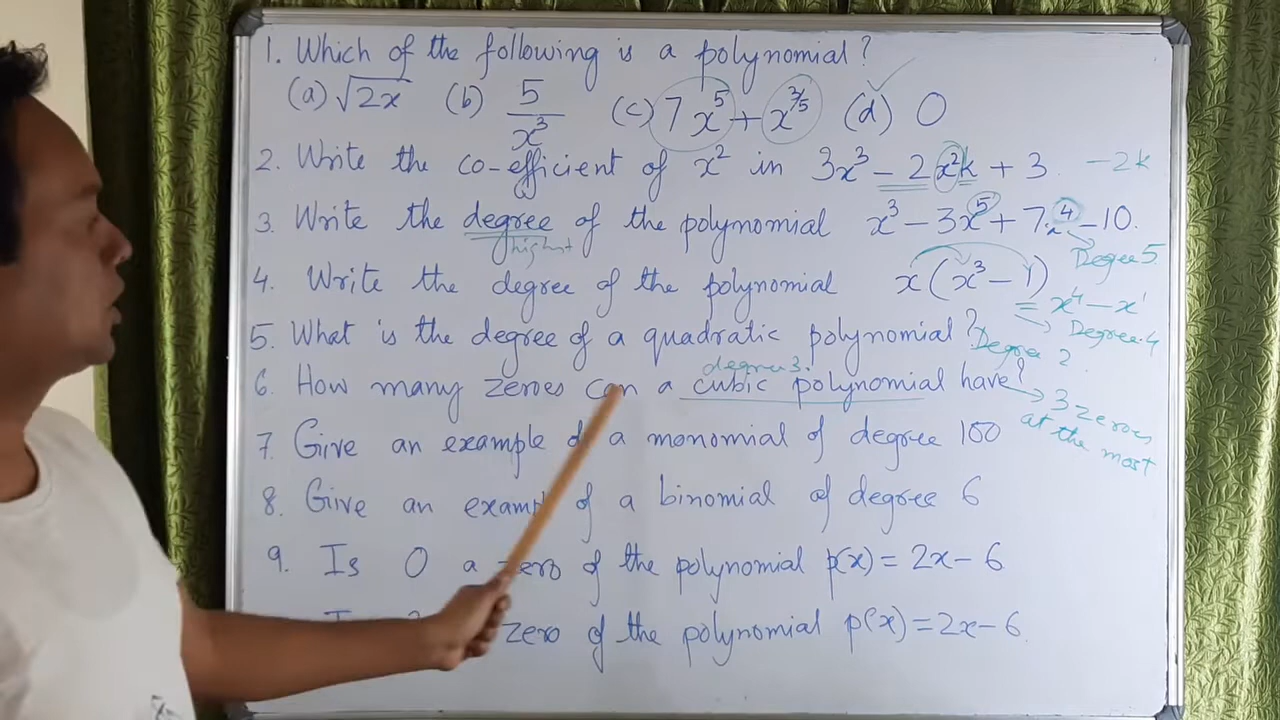 1. Which of the following is a polynomial?
(a) √2x (b) 5/x³ (c) 7x⁵ + x^3/5 (d) 0
2. Write the co-efficient of x² in 3x³ - 2x²k + 3 -2k
3. Write the degree of the polynomial x³ - 3x⁵ + 7x⁴ - 10.
highest
Degree 5
4. Write the degree of the polynomial x(x³ - 1)
= x⁴ - x¹
Degree 4
5. What is the degree of a quadratic polynomial? Degree 2
degree 3.
6. How many zeroes can a cubic polynomial have? 3 zeroes
at the most
7. Give an example of a monomial of degree 100
8. Give an example of a binomial of degree 6
9. Is 0 a zero of the polynomial p(x) = 2x - 6
zero of the polynomial p(x) = 2x - 6